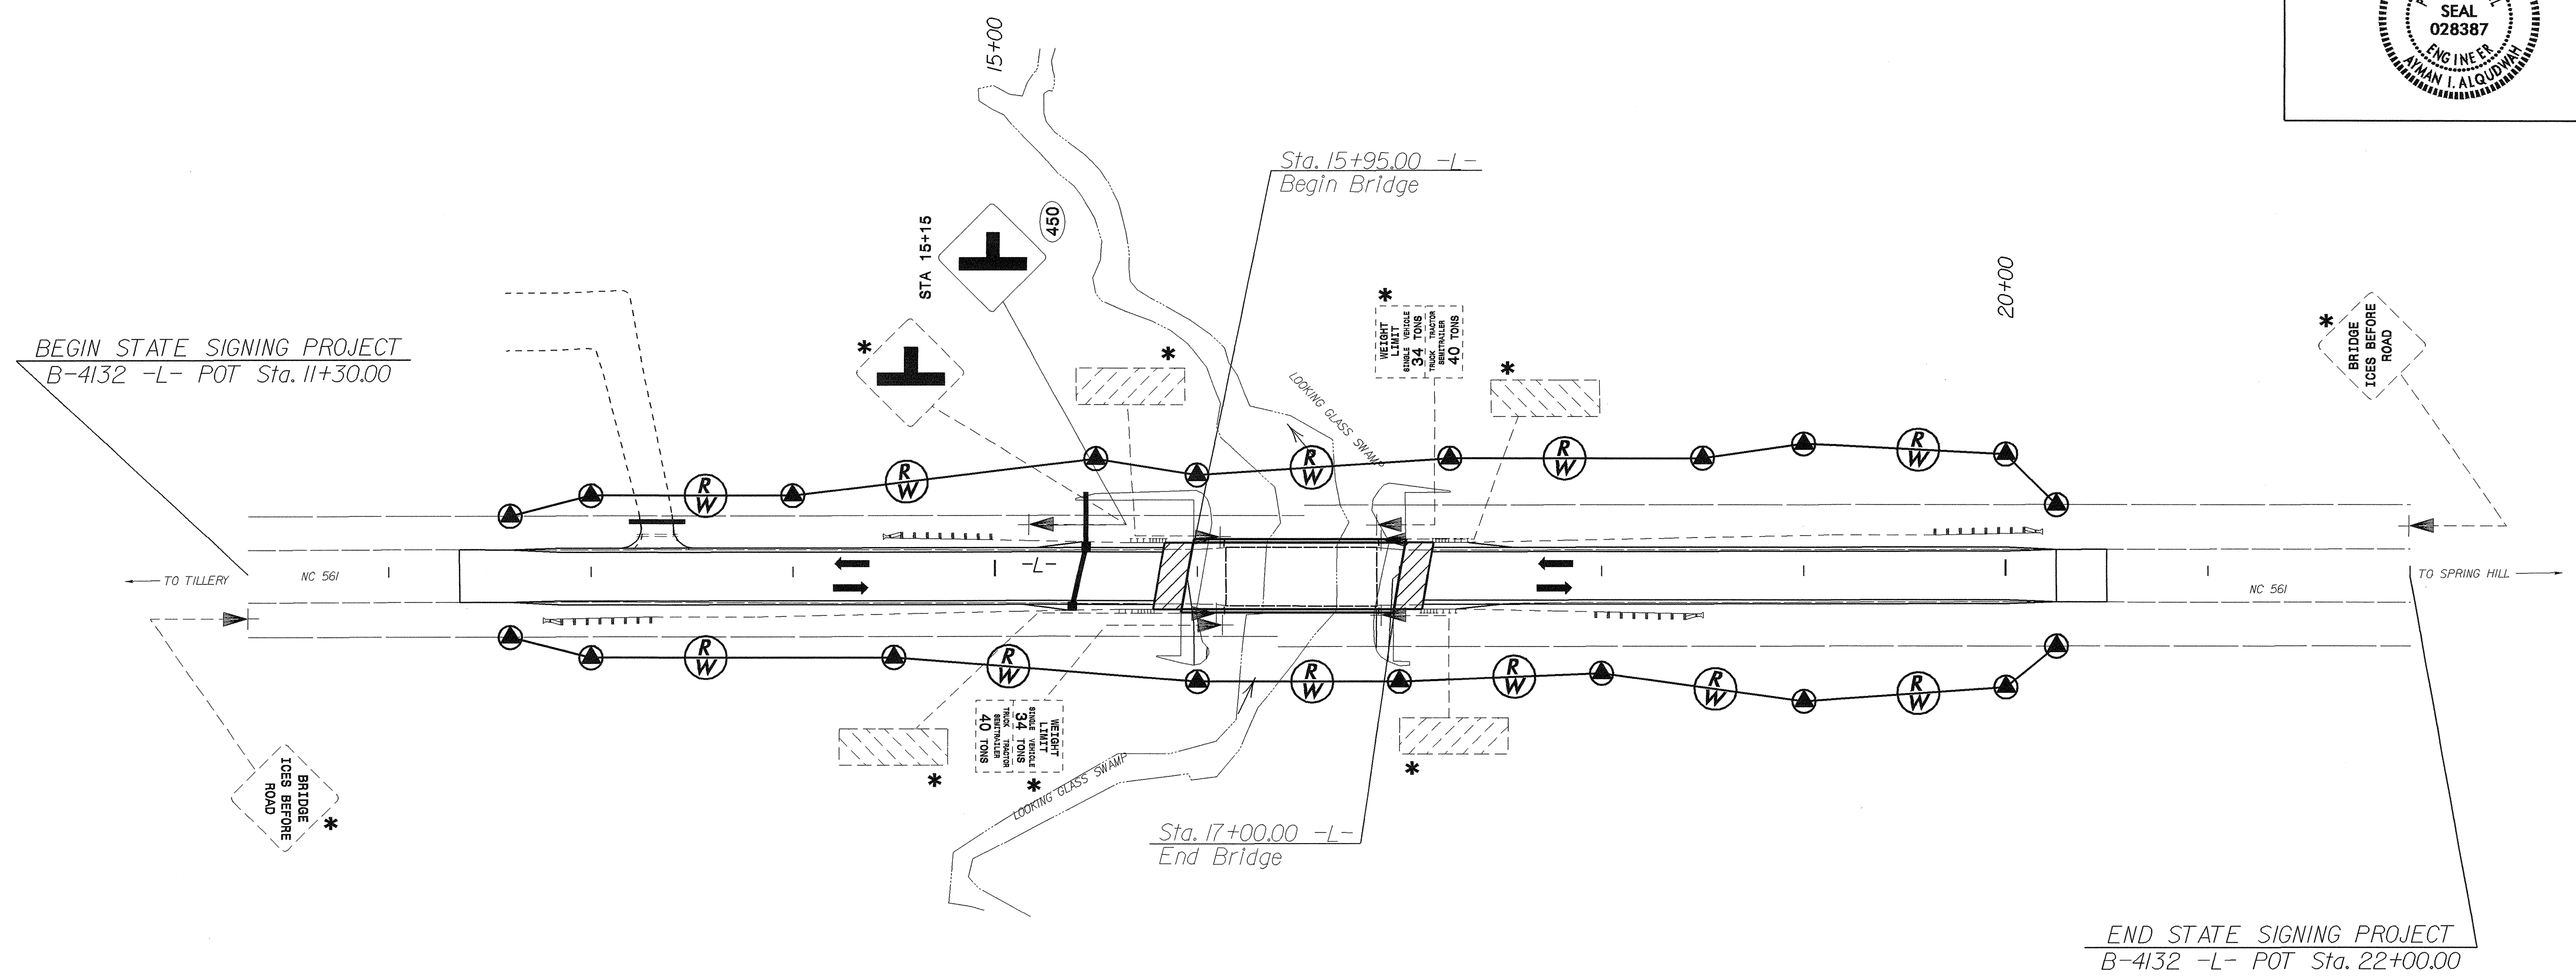 SEAL
028387
ENGINEER
AYMAN I. ALQUDWAH
15+00
Sta. 15+95.00 -L-
Begin Bridge
STA 15+15
450
20+00
*
WEIGHT
LIMIT
SINGLE VEHICLE
34 TONS
TRUCK TRACTOR
SEMITRAILER
40 TONS
*
BRIDGE
ICES BEFORE
ROAD
BEGIN STATE SIGNING PROJECT
B-4132 -L- POT Sta. 11+30.00
*
*
*
LOOKING GLASS SWAMP
R
W
R
W
R
W
R
W
R
W
TO TILLERY
NC 561
-L-
NC 561
TO SPRING HILL
R
W
R
W
R
W
R
W
R
W
R
W
WEIGHT
LIMIT
SINGLE VEHICLE
34 TONS
TRUCK TRACTOR
SEMITRAILER
40 TONS
*
*
*
BRIDGE
ICES BEFORE
ROAD
*
LOOKING GLASS SWAMP
Sta. 17+00.00 -L-
End Bridge
END STATE SIGNING PROJECT
B-4132 -L- POT Sta. 22+00.00